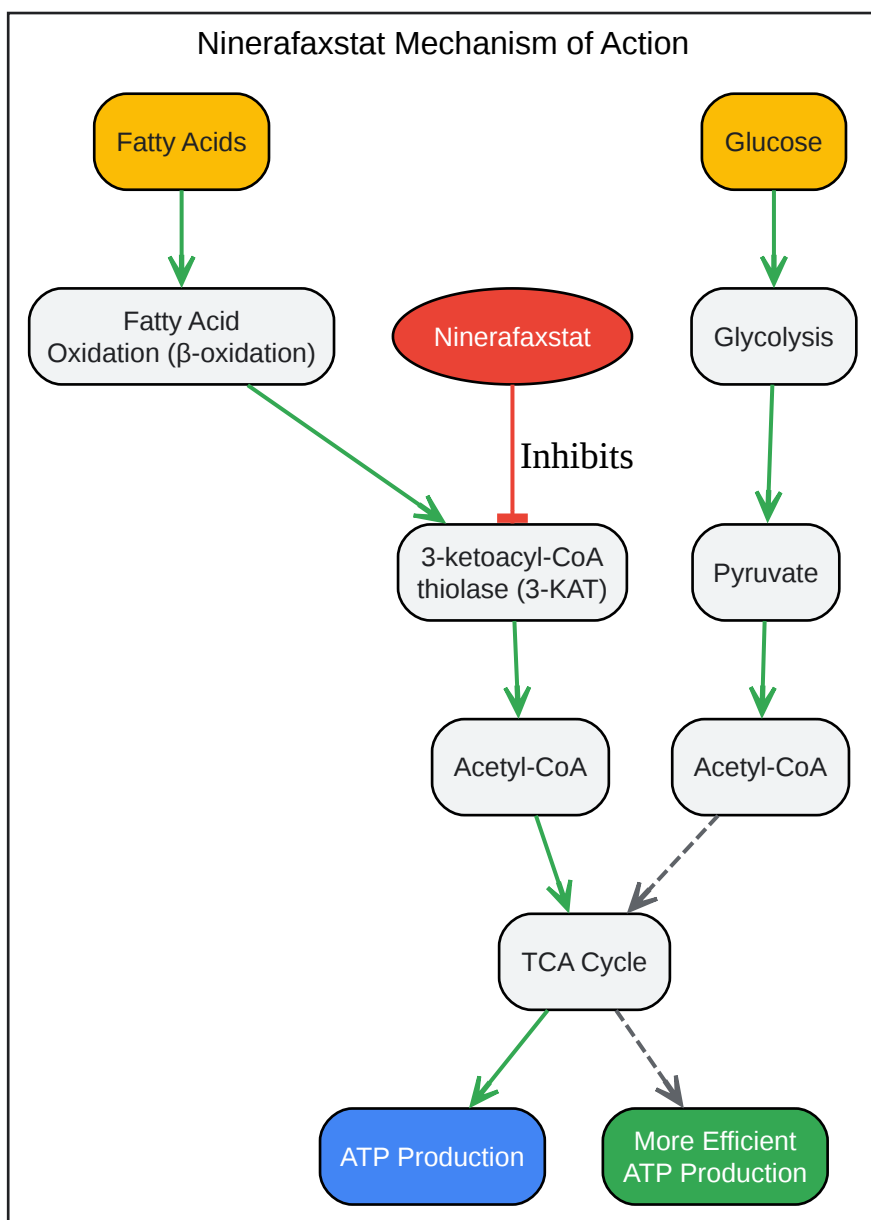 Ninerafaxstat Mechanism of Action
Fatty Acids
Glucose
Fatty Acid
Oxidation (β-oxidation)
Ninerafaxstat
Glycolysis
Inhibits
3-ketoacyl-CoA
thiolase (3-KAT)
Pyruvate
Acetyl-CoA
Acetyl-CoA
TCA Cycle
ATP Production
More Efficient
ATP Production